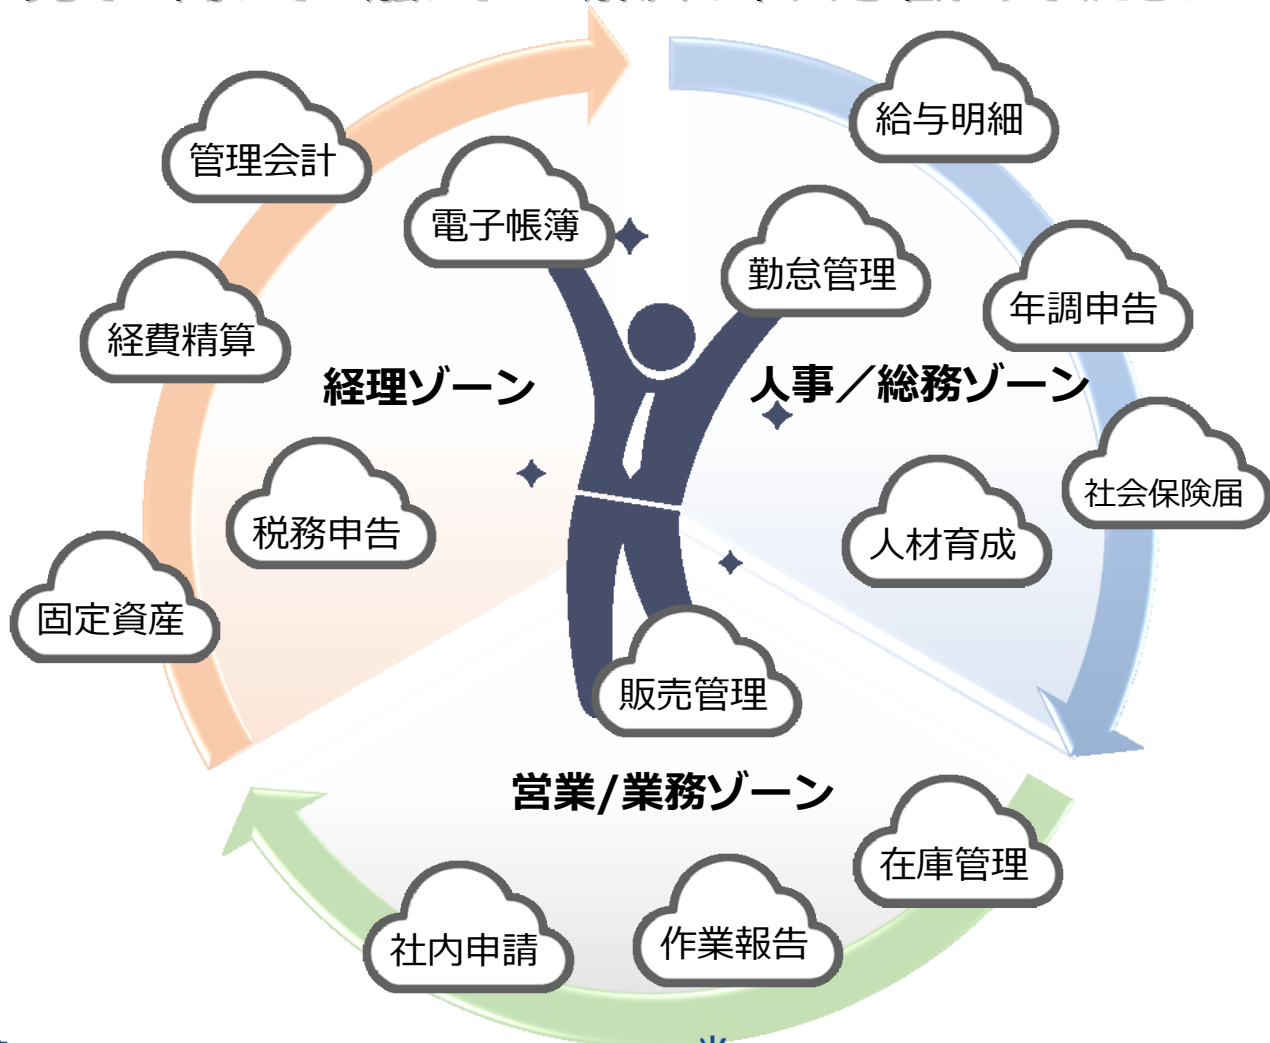 給与明細
管理会計
電子帳簿
勤怠管理
年調申告
経費精算
経理ゾーン
人事／総務ゾーン
社会保険届
税務申告
人材育成
固定資産
販売管理
営業/業務ゾーン
在庫管理
社内申請
作業報告